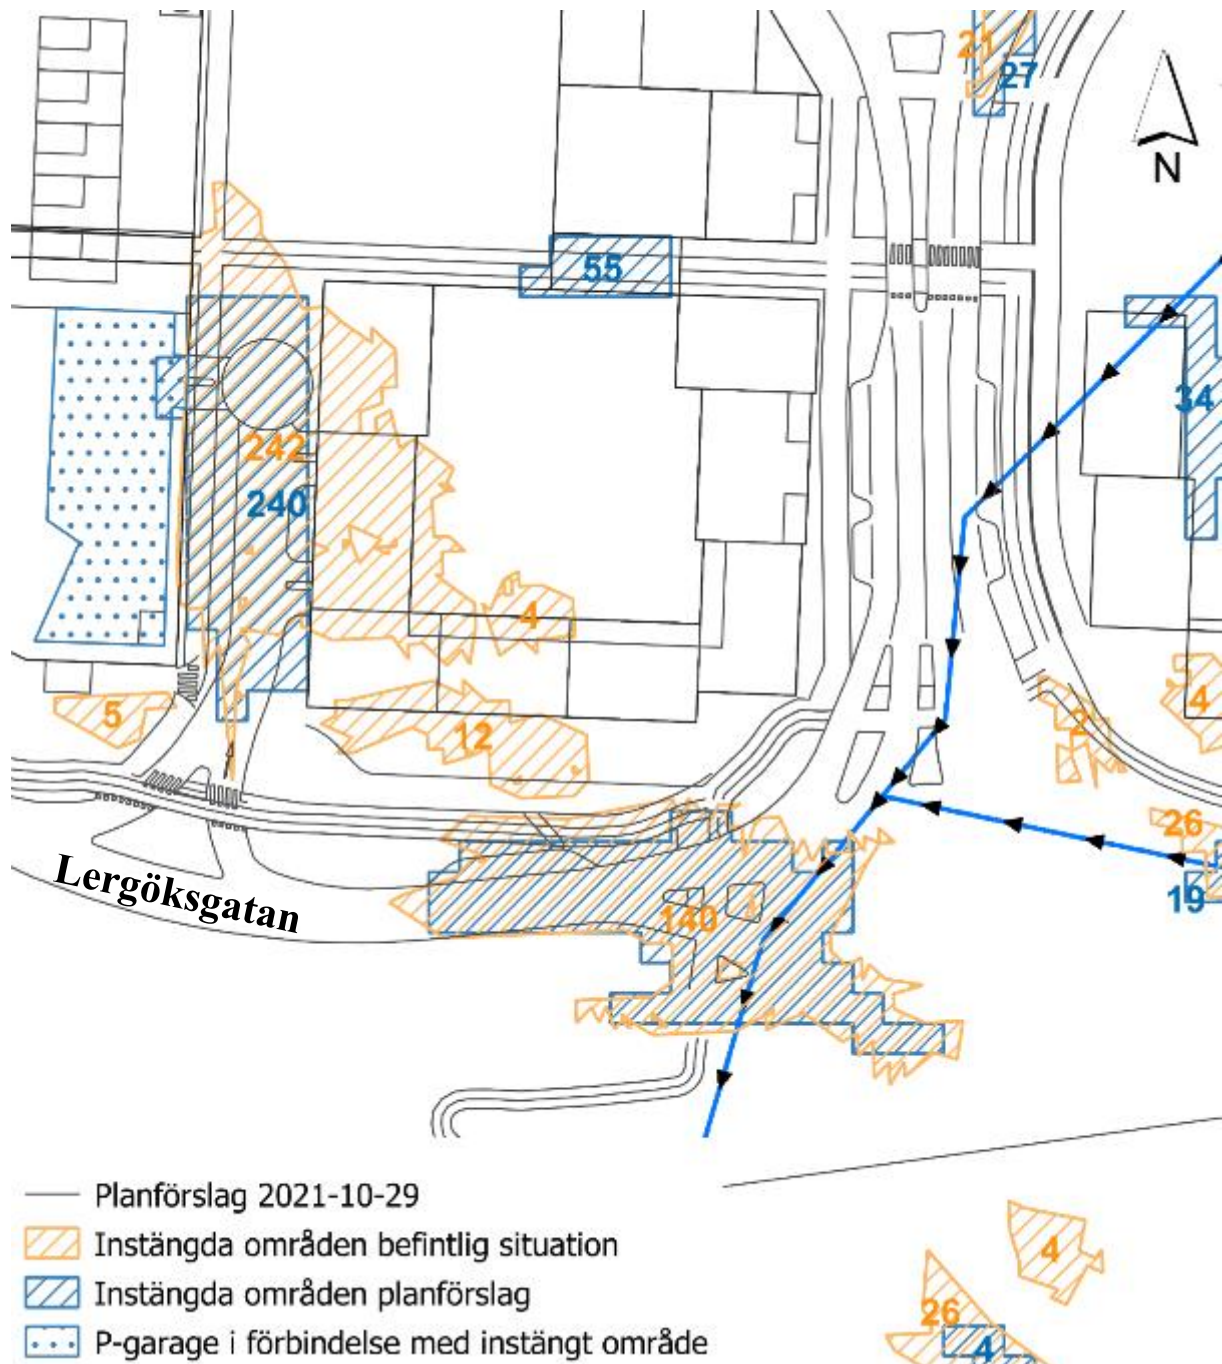 21
27
N
55
34
242
240
4
4
5
12
2
26
19
140
Lergöksgatan
Planförslag 2021-10-29
Instängda områden befintlig situation
Instängda områden planförslag
P-garage i förbindelse med instängt område
4
26
4